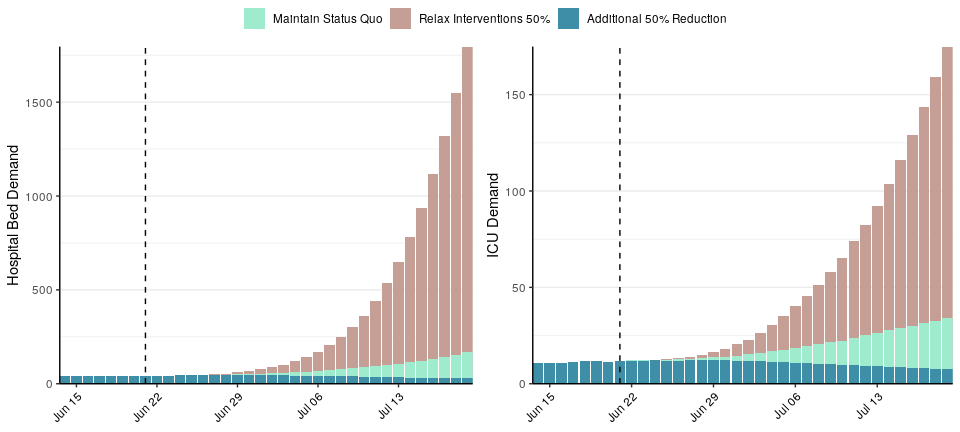 Maintain Status Quo Relax Interventions 50% Additional 50% Reduction
Hospital Bed Demand
1500
1000
500
0
Jun 15 Jun 22 Jun 29 Jul 06 Jul 13
ICU Demand
150
100
50
0
Jun 15 Jun 22 Jun 29 Jul 06 Jul 13